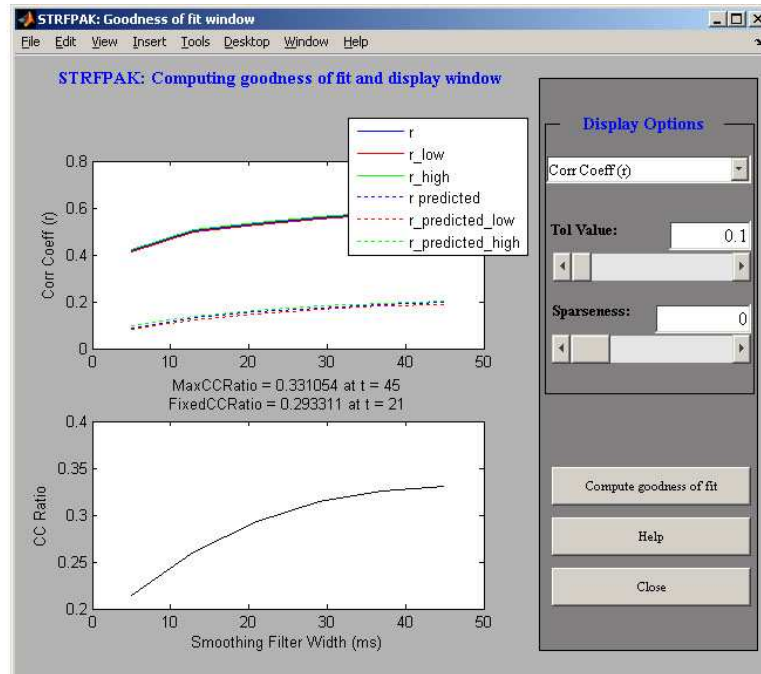 STRFPAK: Goodness of fit window
File Edit View Insert Tools Desktop Window Help
STRFPAK: Computing goodness of fit and display window
r
r_low
r_high
r predicted
r_predicted_low
r_predicted_high
0.8
0.6
0.4
0.2
0
Corr Coeff (r)
0 10 20 30 40 50
MaxCCRatio = 0.331054 at t = 45
FixedCCRatio = 0.293311 at t = 21
0.4
0.35
0.3
0.25
0.2
CC Ratio
0 10 20 30 40 50
Smoothing Filter Width (ms)
Display Options
Corr Coeff (r)
Tol Value:
0.1
Sparseness:
0
Compute goodness of fit
Help
Close